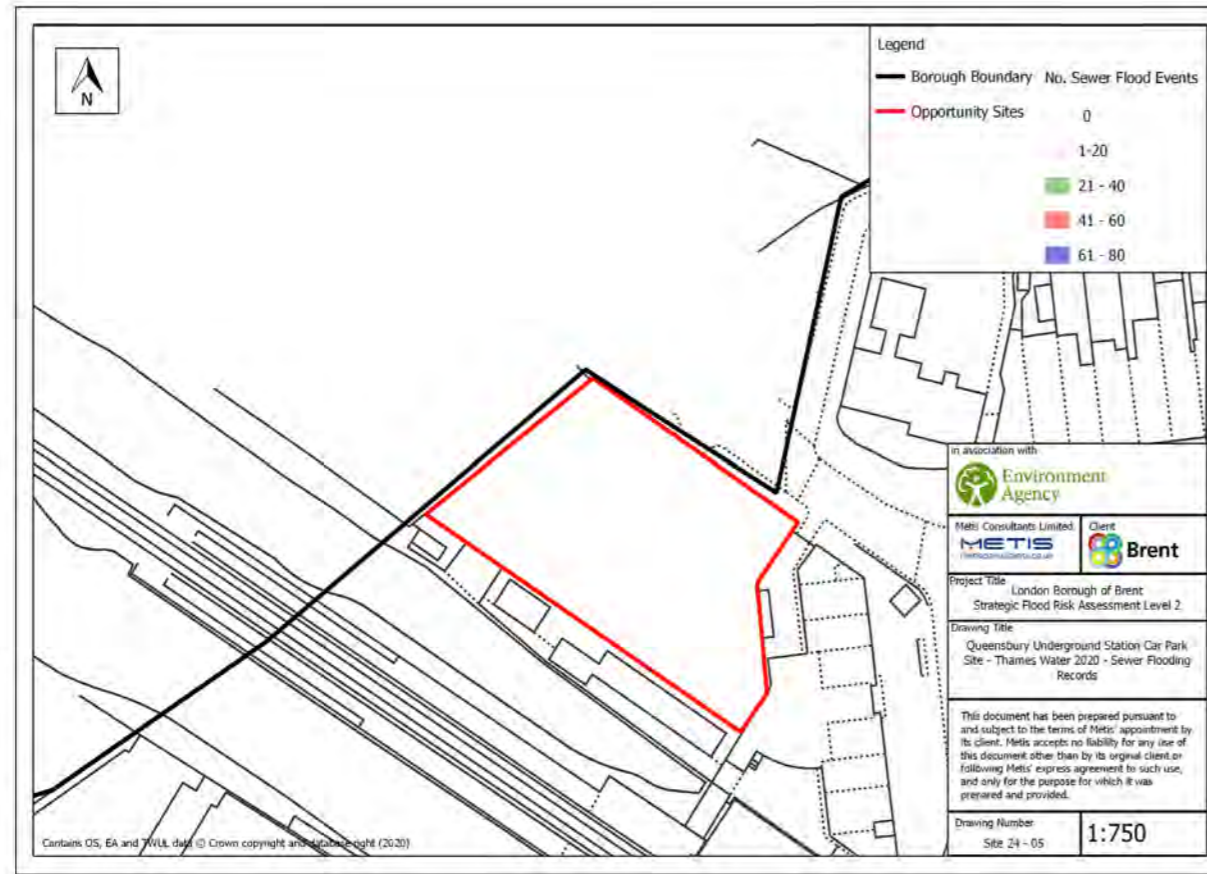 N
Legend
Borough Boundary No. Sewer Flood Events
Opportunity Sites
0
1-20
21 - 40
41 - 60
61 - 80
in association with
Environment
Agency
Metis Consultants Limited
METIS
metisconsultants.co.uk
Client
Brent
Project Title
London Borough of Brent
Strategic Flood Risk Assessment Level 2
Drawing Title
Queensbury Underground Station Car Park
Site - Thames Water 2020 - Sewer Flooding
Records
This document has been prepared pursuant to
and subject to the terms of Metis' appointment by
its client. Metis accepts no liability for any use of
this document other than by its original client or
following Metis' express agreement to such use,
and only for the purpose for which it was
prepared and provided.
Drawing Number
Site 24 - 05
1:750
Contains OS, EA and TWUL data © Crown copyright and database right (2020)